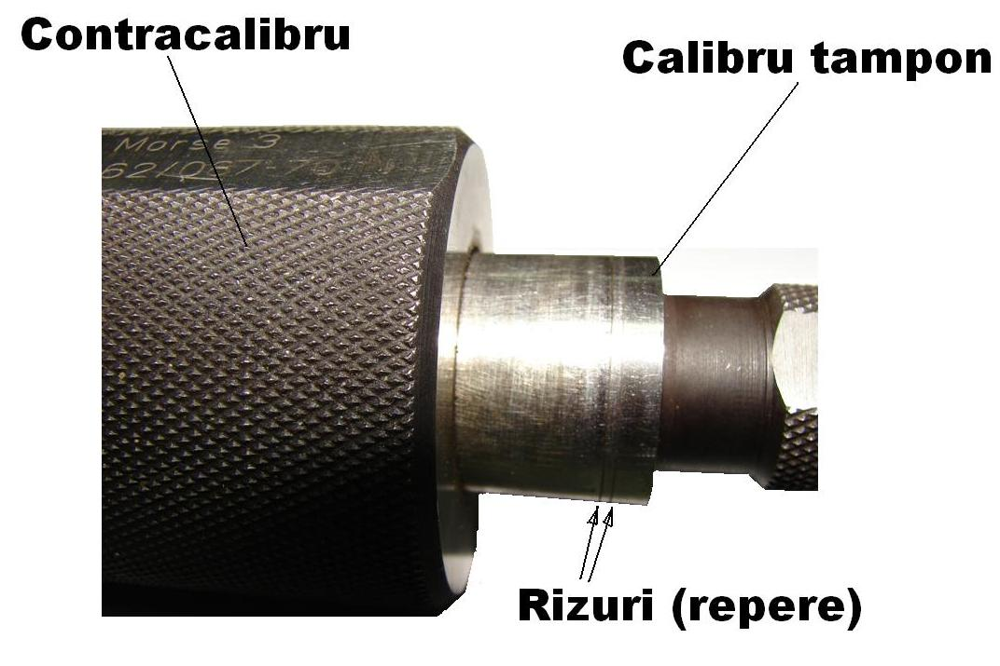 Contracalibru
Calibru tampon
Morse 3
Rizuri (repere)